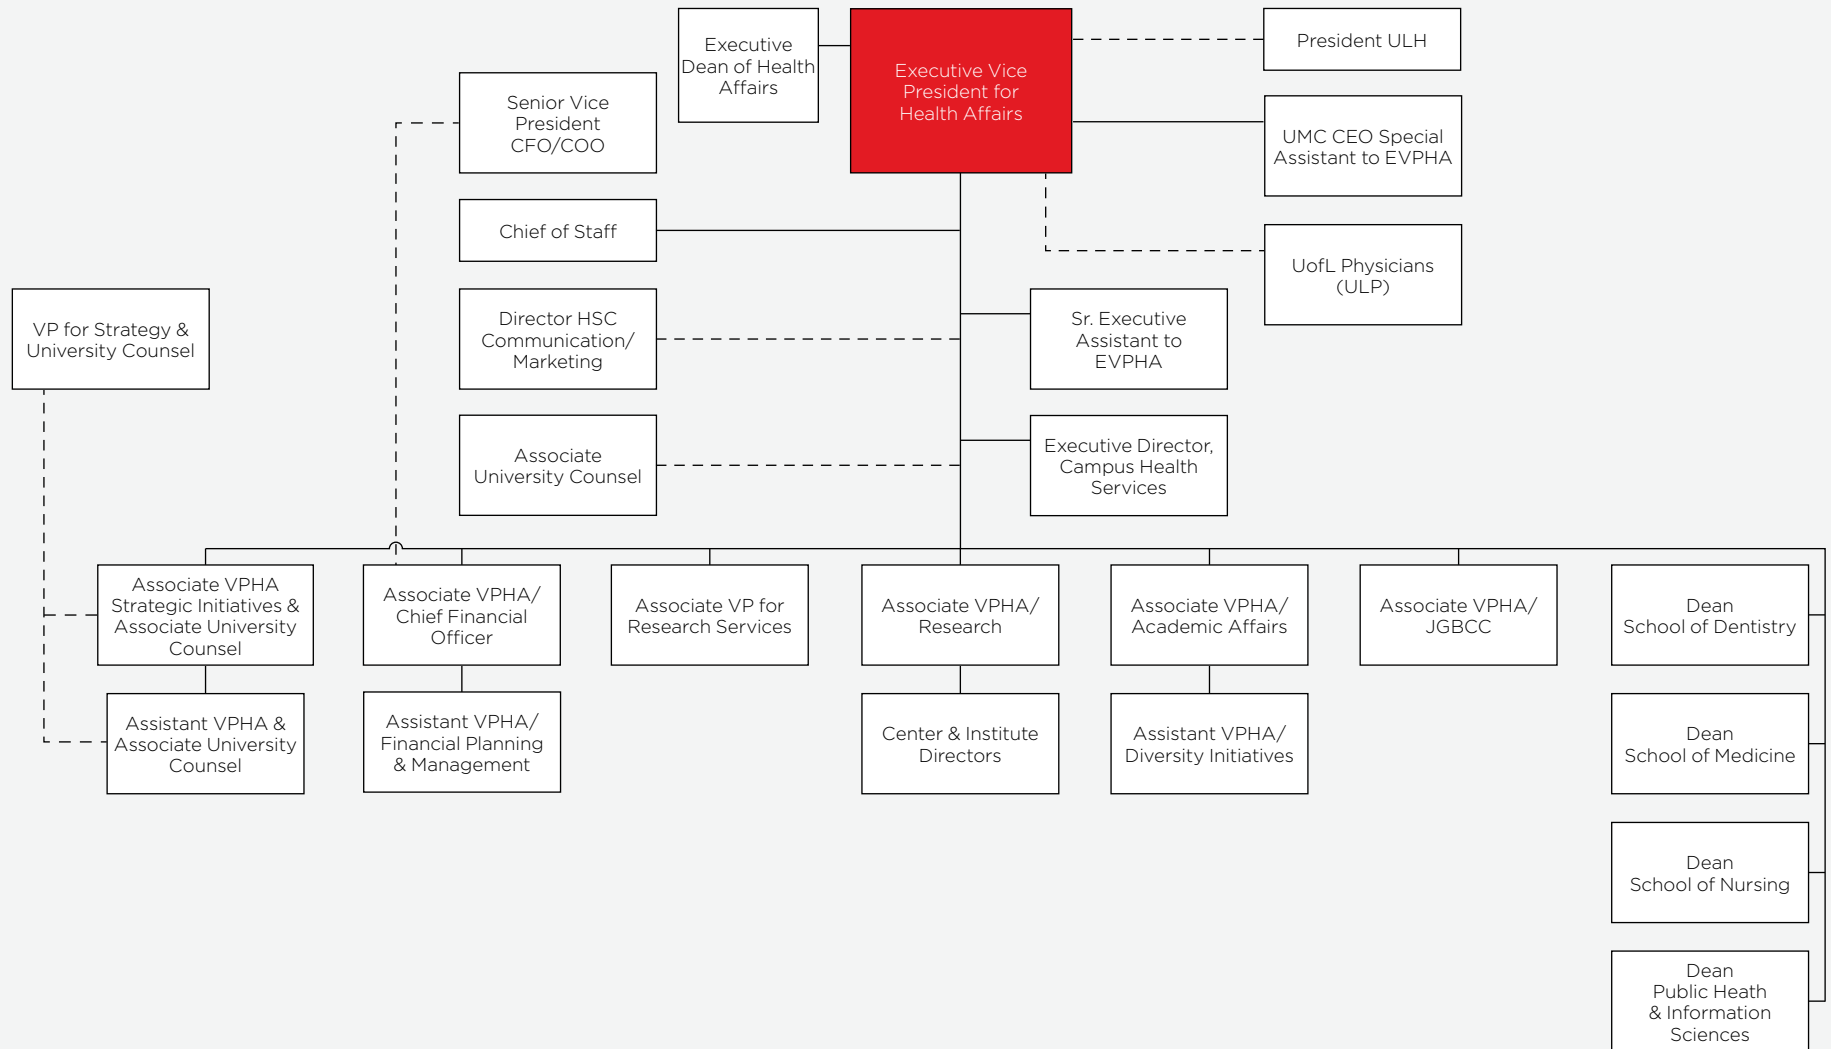 Executive
Dean of Health
Affairs
Executive Vice
President for
Health Affairs
President ULH
Senior Vice
President
CFO/COO
UMC CEO Special
Assistant to EVPHA
Chief of Staff
UofL Physicians
(ULP)
VP for Strategy &
University Counsel
Director HSC
Communication/
Marketing
Sr. Executive
Assistant to
EVPHA
Associate
University Counsel
Executive Director,
Campus Health
Services
Associate VPHA
Strategic Initiatives &
Associate University
Counsel
Associate VPHA/
Chief Financial
Officer
Associate VP for
Research Services
Associate VPHA/
Research
Associate VPHA/
Academic Affairs
Associate VPHA/
JGBCC
Dean
School of Dentistry
Assistant VPHA &
Associate University
Counsel
Assistant VPHA/
Financial Planning
& Management
Center & Institute
Directors
Assistant VPHA/
Diversity Initiatives
Dean
School of Medicine
Dean
School of Nursing
Dean
Public Heath
& Information
Sciences